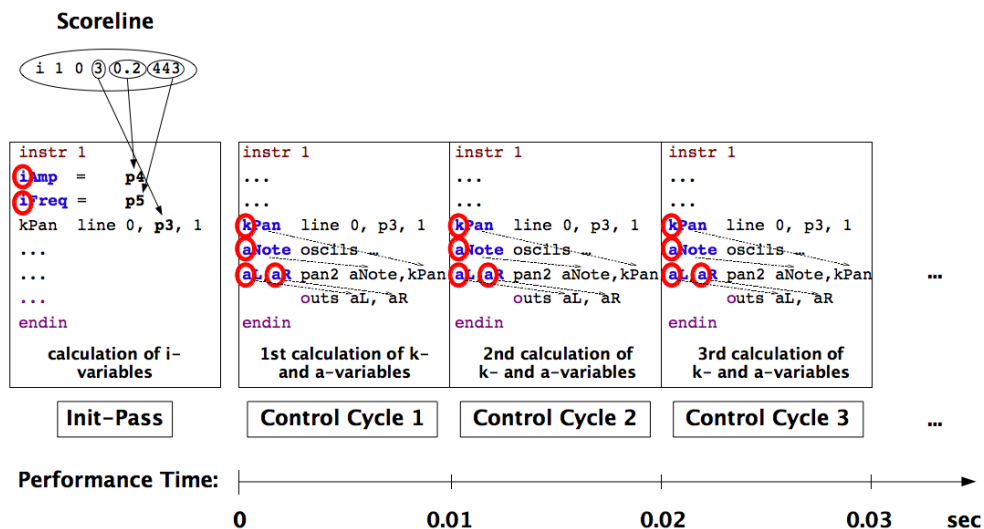 Scoreline
i 1 0 3 0.2 443
instr 1
iAmp = p4
iFreq = p5
kPan line 0, p3, 1
...
...
...
endin
calculation of i-
variables
Init-Pass
instr 1
...
...
kPan line 0, p3, 1
aNote oscils …
aL,aR pan2 aNote,kPan
outs aL, aR
endin
1st calculation of k-
and a-variables
Control Cycle 1
instr 1
...
...
kPan line 0, p3, 1
aNote oscils …
aL,aR pan2 aNote,kPan
outs aL, aR
endin
2nd calculation of
k- and a-variables
Control Cycle 2
instr 1
...
...
kPan line 0, p3, 1
aNote oscils …
aL,aR pan2 aNote,kPan
outs aL, aR
endin
3rd calculation of
k- and a-variables
Control Cycle 3
...
...
Performance Time:
0 0.01 0.02 0.03 sec